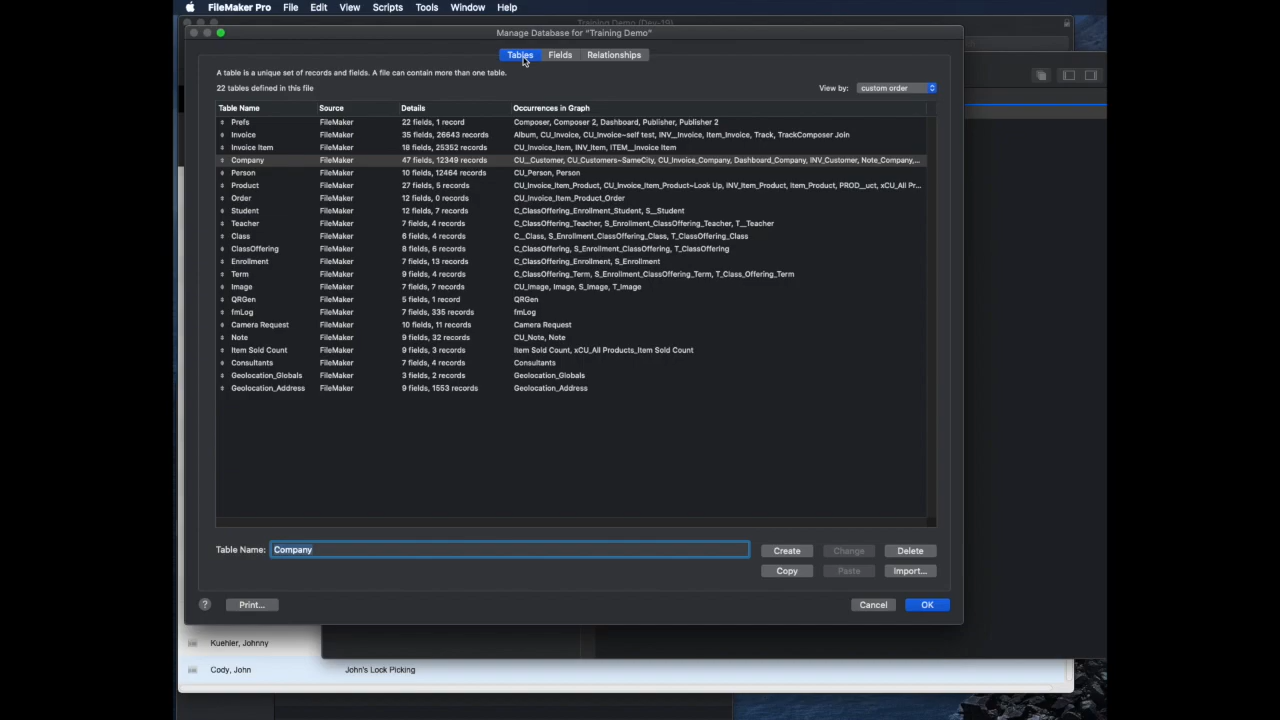 FileMaker Pro File Edit View Scripts Tools Window Help
Training Demo (Dev-19)
Manage Database for "Training Demo"
Tables Fields Relationships
A table is a unique set of records and fields. A file can contain more than one table.
22 tables defined in this file View by: custom order
Table Name Source Details Occurrences in Graph
Prefs FileMaker 22 fields, 1 record Composer, Composer 2, Dashboard, Publisher, Publisher 2
Invoice FileMaker 35 fields, 26643 records Album, CU_Invoice, CU_Invoice~self test, INV__Invoice, Item_Invoice, Track, TrackComposer Join
Invoice Item FileMaker 18 fields, 25352 records CU_Invoice_Item, INV_Item, ITEM__Invoice Item
Company FileMaker 47 fields, 12349 records CU__Customer, CU_Customers~SameCity, CU_Invoice_Company, Dashboard_Company, INV_Customer, Note_Company,...
Person FileMaker 10 fields, 12464 records CU_Person, Person
Product FileMaker 27 fields, 5 records CU_Invoice_Item_Product, CU_Invoice_Item_Product~Look Up, INV_Item_Product, Item_Product, PROD__uct, xCU_All Pr...
Order FileMaker 12 fields, 0 records CU_Invoice_Item_Product_Order
Student FileMaker 12 fields, 7 records C_ClassOffering_Enrollment_Student, S__Student
Teacher FileMaker 7 fields, 4 records C_ClassOffering_Teacher, S_Enrollment_ClassOffering_Teacher, T__Teacher
Class FileMaker 6 fields, 4 records C__Class, S_Enrollment_ClassOffering_Class, T_ClassOffering_Class
ClassOffering FileMaker 8 fields, 6 records C_ClassOffering, S_Enrollment_ClassOffering, T_ClassOffering
Enrollment FileMaker 7 fields, 13 records C_ClassOffering_Enrollment, S_Enrollment
Term FileMaker 9 fields, 4 records C_ClassOffering_Term, S_Enrollment_ClassOffering_Term, T_Class_Offering_Term
Image FileMaker 7 fields, 7 records CU_Image, Image, S_Image, T_Image
QRGen FileMaker 5 fields, 1 record QRGen
fmLog FileMaker 7 fields, 335 records fmLog
Camera Request FileMaker 10 fields, 11 records Camera Request
Note FileMaker 9 fields, 32 records CU_Note, Note
Item Sold Count FileMaker 9 fields, 3 records Item Sold Count, xCU_All Products_Item Sold Count
Consultants FileMaker 7 fields, 4 records Consultants
Geolocation_Globals FileMaker 3 fields, 2 records Geolocation_Globals
Geolocation_Address FileMaker 9 fields, 1553 records Geolocation_Address
Table Name: Company Create Change Delete
Copy Paste Import...
? Print... Cancel OK
Kuehler, Johnny
Cody, John John's Lock Picking